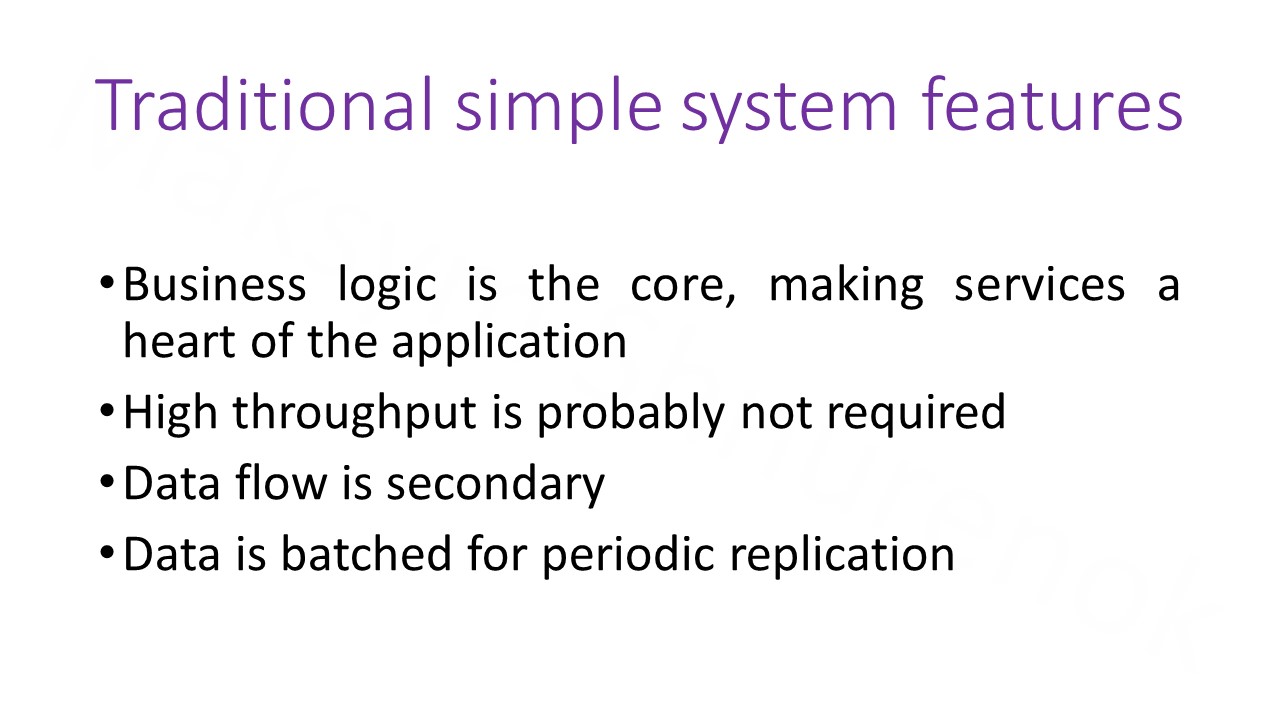 Traditional simple system features
•Business logic is the core, making services a
heart of the application
•High throughput is probably not required
•Data flow is secondary
•Data is batched for periodic replication